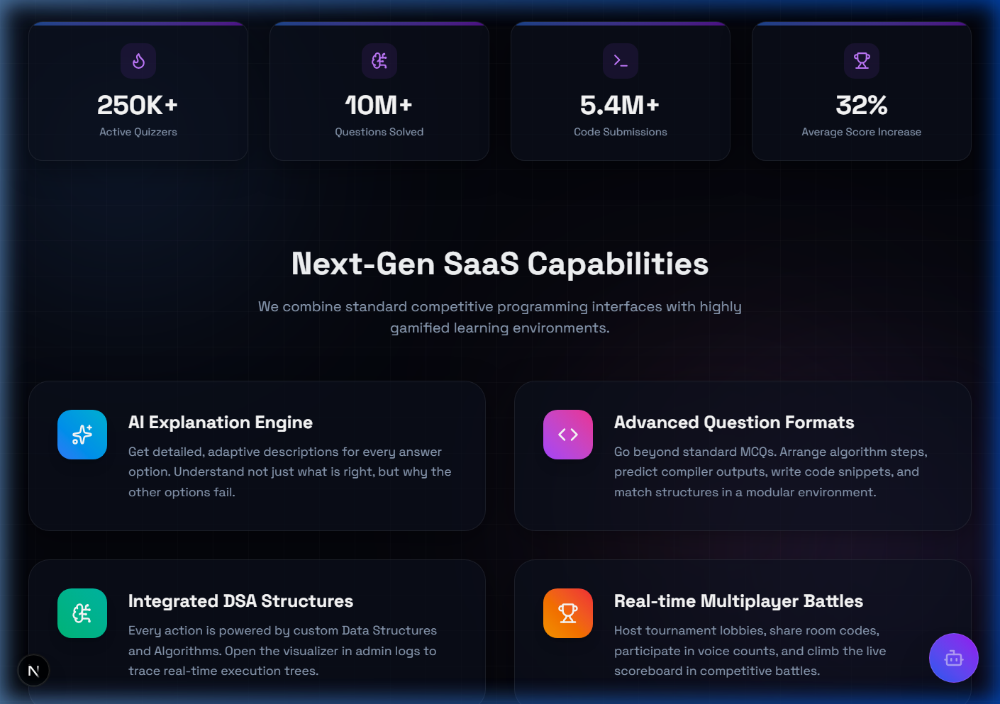 250K+
Active Quizzers
10M+
Questions Solved
5.4M+
Code Submissions
32%
Average Score Increase
Next-Gen SaaS Capabilities
We combine standard competitive programming interfaces with highly
gamified learning environments.
AI Explanation Engine
Get detailed, adaptive descriptions for every answer
option. Understand not just what is right, but why the
other options fail.
Advanced Question Formats
Go beyond standard MCQs. Arrange algorithm steps,
predict compiler outputs, write code snippets, and
match structures in a modular environment.
Integrated DSA Structures
Every action is powered by custom Data Structures
and Algorithms. Open the visualizer in admin logs to
trace real-time execution trees.
Real-time Multiplayer Battles
Host tournament lobbies, share room codes,
participate in voice counts, and climb the live
scoreboard in competitive battles.
N